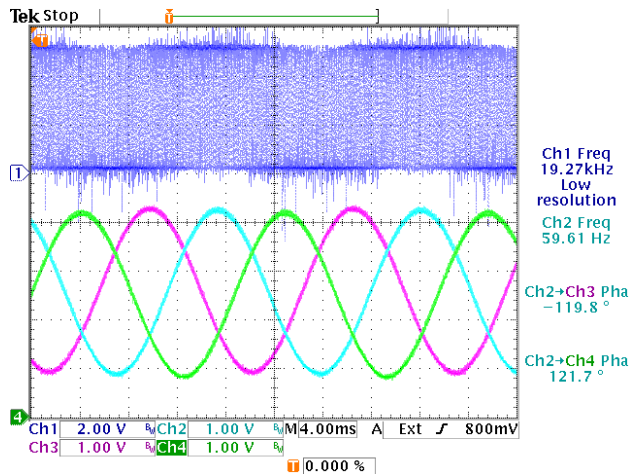 Tek Stop
T
T
1
Ch1 Freq
19.27kHz
Low
resolution
Ch2 Freq
59.61 Hz
Ch2→Ch3 Pha
−119.8 °
Ch2→Ch4 Pha
121.7 °
4
Ch1 2.00 V BW Ch2 1.00 V BW M 4.00ms A Ext 800mV
Ch3 1.00 V BW Ch4 1.00 V BW
T 0.000 %